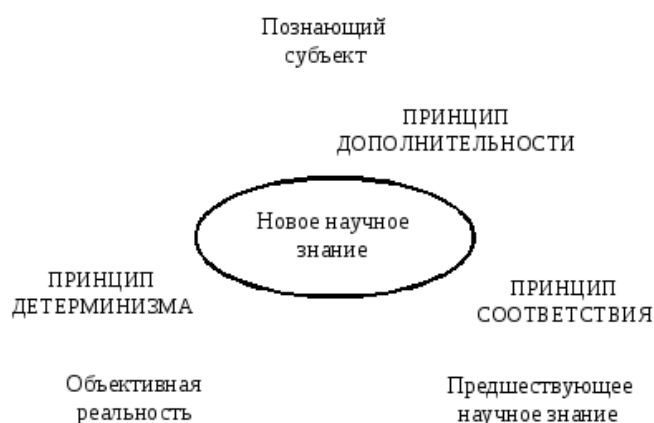 Познающий
субъект
ПРИНЦИП
ДОПОЛНИТЕЛЬНОСТИ
Новое научное
знание
ПРИНЦИП
ДЕТЕРМИНИЗМА
ПРИНЦИП
СООТВЕТСТВИЯ
Объективная
реальность
Предшествующее
научное знание